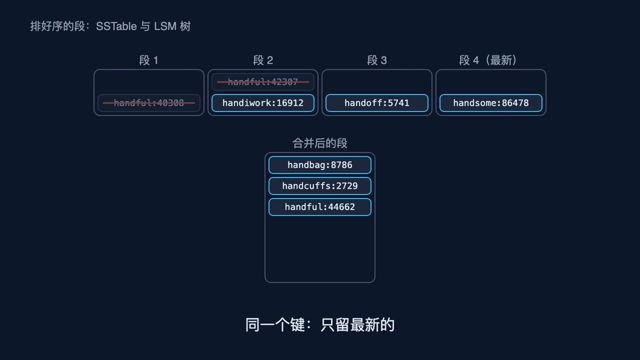 排好序的段：SSTable 与 LSM 树
段 1
段 2
段 3
段 4（最新）
handful:42307
handful:40308
handiwork:16912
handoff:5741
handsome:86478
合并后的段
handbag:8786
handcuffs:2729
handful:44662
同一个键：只留最新的